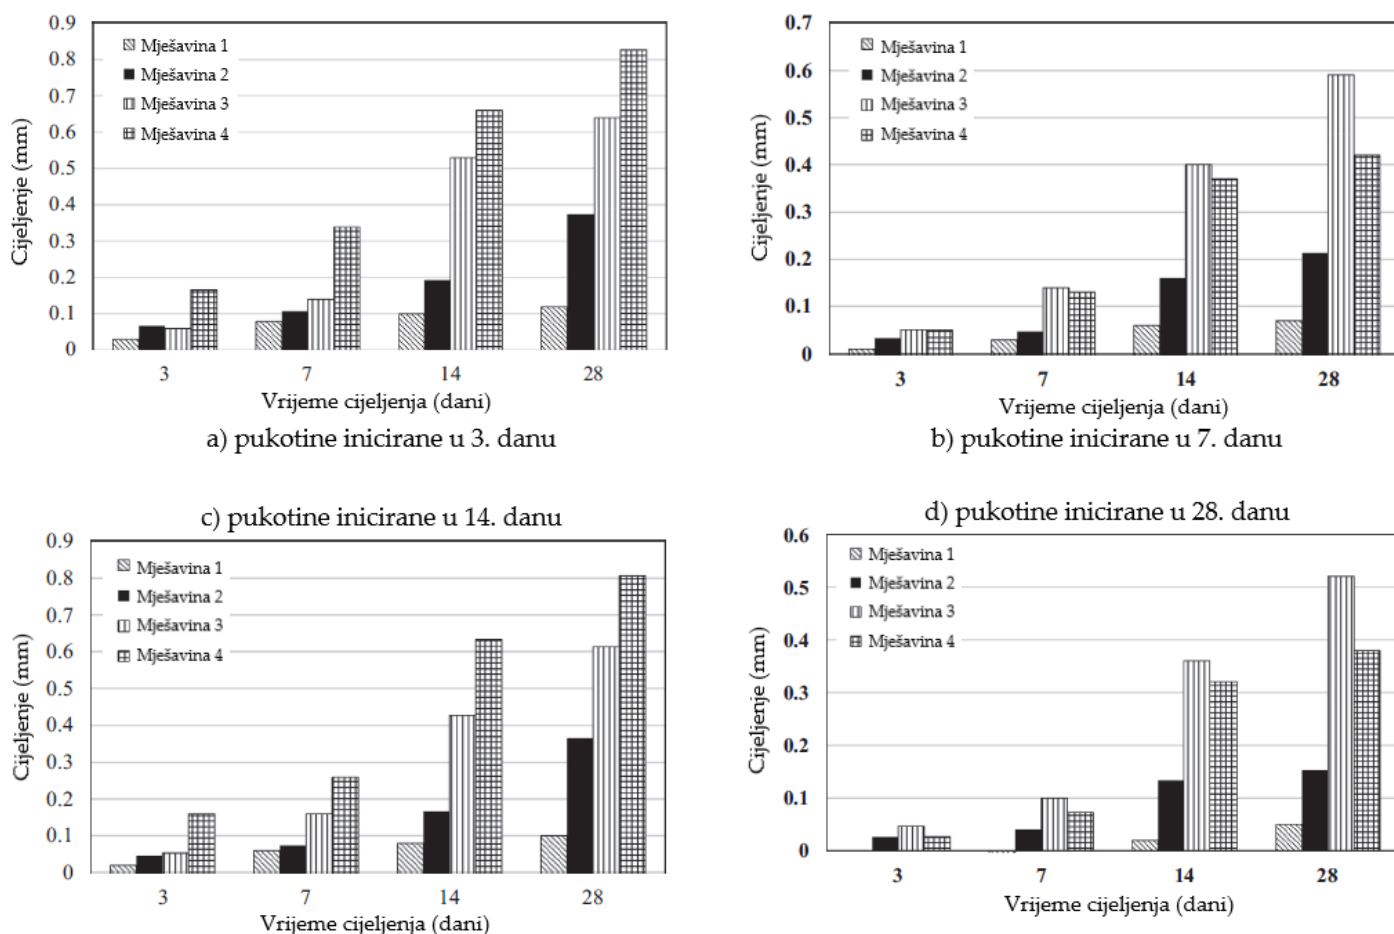 0.9
0.8
0.7
0.6
0.5
0.4
0.3
0.2
0.1
0
Cijeljenje (mm)
Mješavina 1
Mješavina 2
Mješavina 3
Mješavina 4
3 7 14 28
Vrijeme cijeljenja (dani)
a) pukotine inicirane u 3. danu
0.7
0.6
0.5
0.4
0.3
0.2
0.1
0
Cijeljenje (mm)
Mješavina 1
Mješavina 2
Mješavina 3
Mješavina 4
3 7 14 28
Vrijeme cijeljenja (dani)
b) pukotine inicirane u 7. danu
c) pukotine inicirane u 14. danu
0.9
0.8
0.7
0.6
0.5
0.4
0.3
0.2
0.1
0
Cijeljenje (mm)
Mješavina 1
Mješavina 2
Mješavina 3
Mješavina 4
3 7 14 28
Vrijeme cijeljenja (dani)
d) pukotine inicirane u 28. danu
0.6
0.5
0.4
0.3
0.2
0.1
0
Cijeljenje (mm)
Mješavina 1
Mješavina 2
Mješavina 3
Mješavina 4
3 7 14 28
Vrijeme cijeljenja (dani)